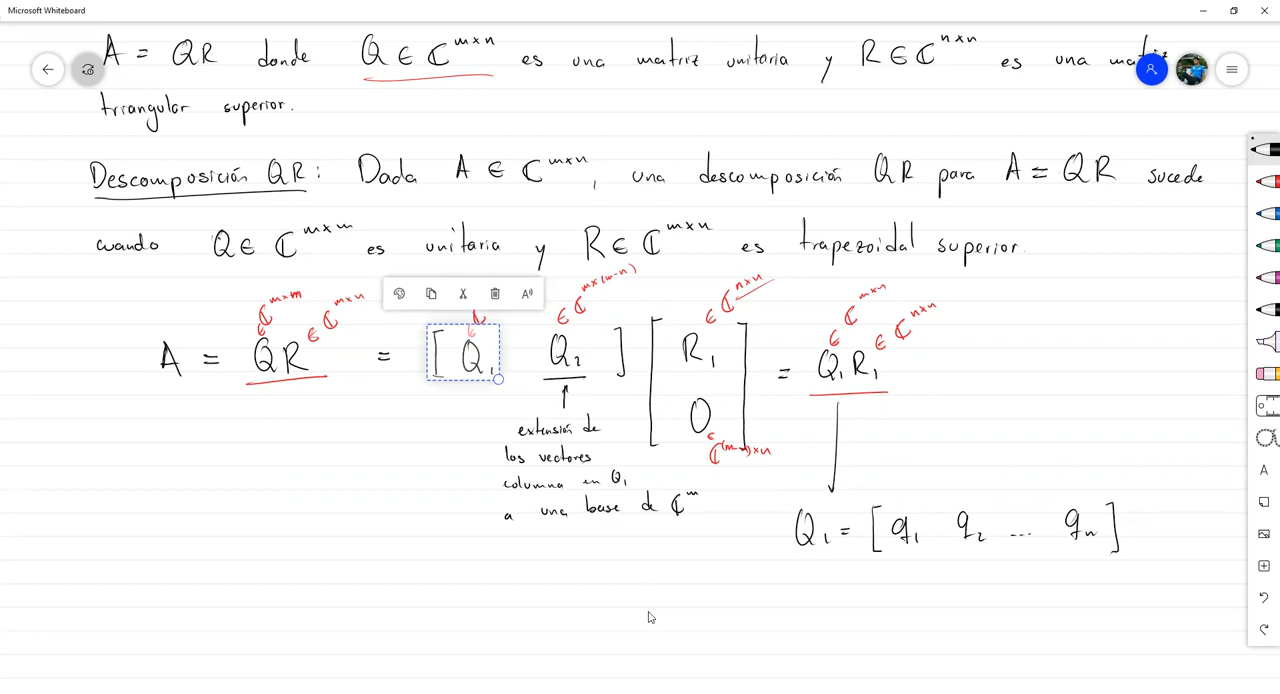 Microsoft Whiteboard
A = QR donde Q ∈ ℂ^{m×n} es una matriz unitaria y R ∈ ℂ^{n×n} es una
triangular superior.
Descomposición QR: Dada A ∈ ℂ^{m×n}, una descomposición QR para A = QR sucede
cuando Q ∈ ℂ^{m×m} es unitaria y R ∈ ℂ^{m×n} es trapezoidal superior.
∈ ℂ^{m×m} ∈ ℂ^{m×n} ∈ ℂ ∈ ℂ^{m×(m-n)} ∈ ℂ^{n×n} ∈ ℂ^{m×n} ∈ ℂ^{n×n}
A = QR = [ Q₁ Q₂ ] [ R₁
0 ] = Q₁R₁
∈ ℂ^{(m-n)×n}
extensión de
los vectores
columna en Q₁
a una base de ℂ^m
Q₁ = [ q₁ q₂ ... qₙ ]